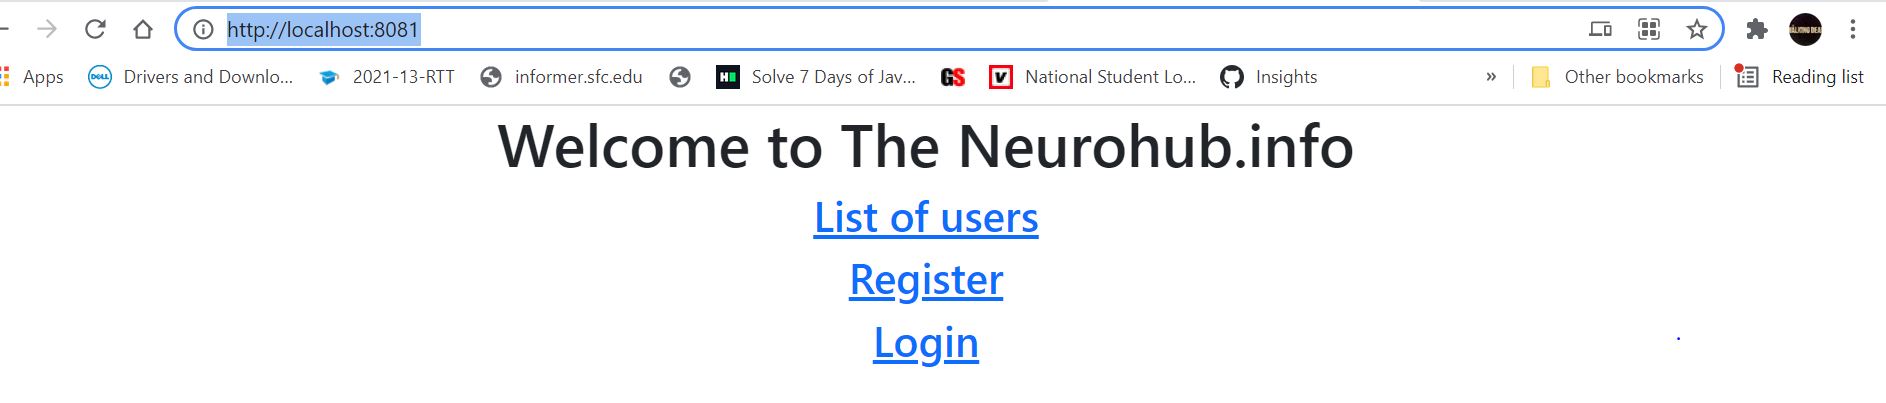 http://localhost:8081
Apps DELL Drivers and Downlo... 2021-13-RTT informer.sfc.edu H Solve 7 Days of Jav... GS V National Student Lo... Insights » Other bookmarks Reading list
Welcome to The Neurohub.info
List of users
Register
Login